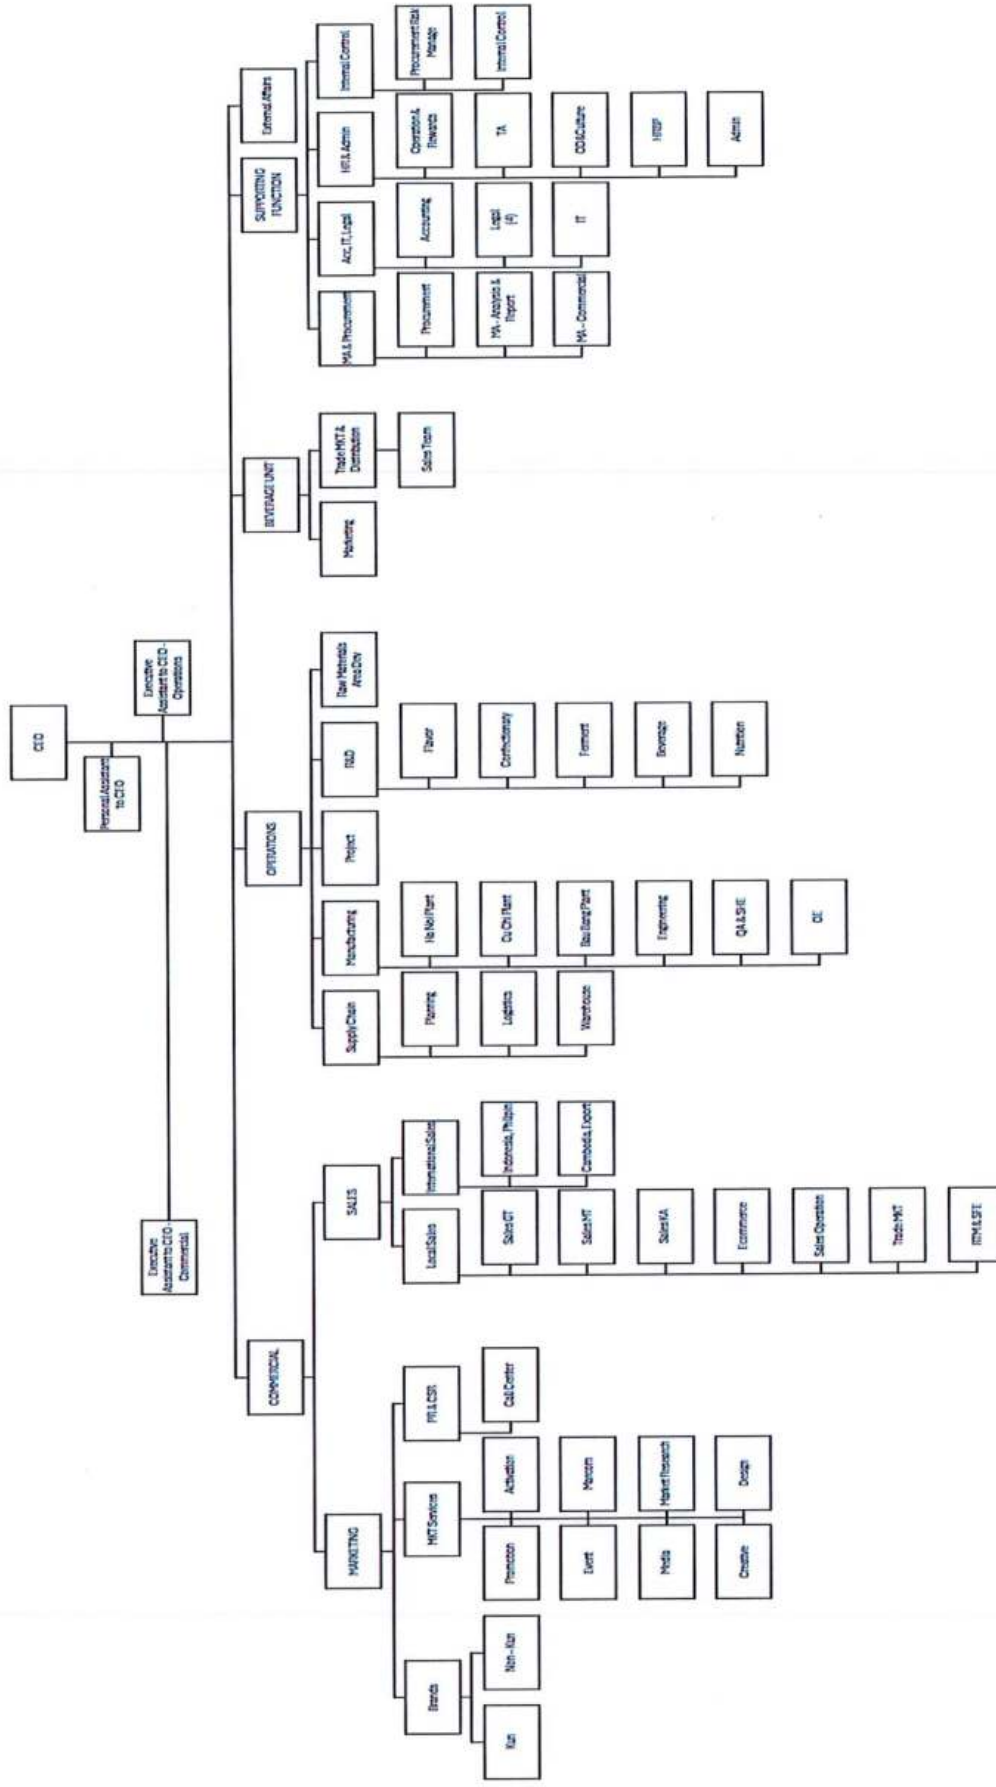 CEO
Personal Assistant
to CEO
Executive
Assistant to CEO -
Operations
Executive
Assistant to CEO -
Commercial
COMMERCIAL
OPERATIONS
BEVERAGE UNIT
SUPPORTING
FUNCTION
External Affairs
MARKETING
SALES
Brands
MKT Services
PR & CSR
Kun
Non - Kun
Promotion
Activation
Event
Marcom
Media
Market Research
Creative
Design
Call Center
Local Sales
International Sales
Sales GT
Sales MT
Sales KA
Ecommerce
Sales Operation
Trade MKT
RTM & SFE
Indonesia, Philipin
Cambodia, Export
Supply Chain
Manufacturing
Project
R&D
Raw Materials
Area Dev
Planning
Logistics
Warehouse
Ha Noi Plant
Cu Chi Plant
Bau Bang Plant
Engineering
QA & SHE
OE
Flavor
Confectionary
Ferment
Beverage
Nutrition
Marketing
Trade MKT &
Distribution
Sales Team
MA & Procurement
Acc, IT, Legal
HR & Admin
Internal Control
Procurement
MA - Analysis &
Report
MA - Commercial
Accounting
Legal
(4)
IT
Operation &
Rewards
TA
OD & Culture
HRBP
Admin
Procurement Risk
Manage
Internal Control